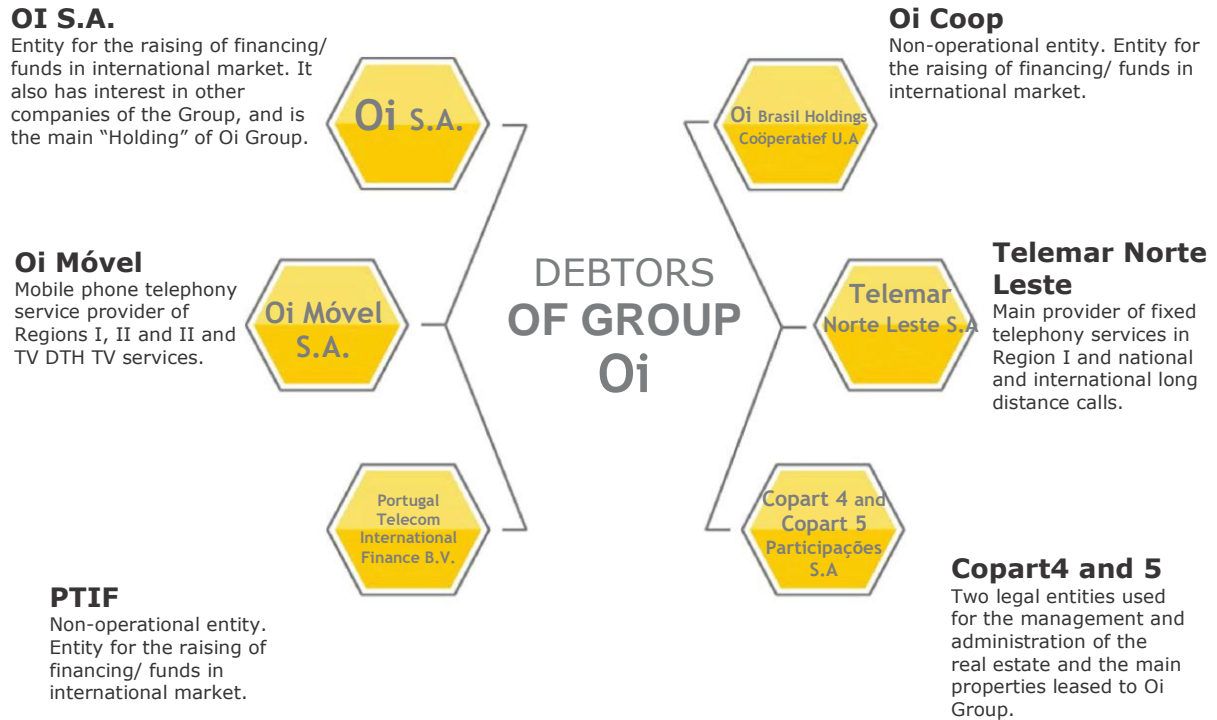 OI S.A.
Entity for the raising of financing/
funds in international market. It
also has interest in other
companies of the Group, and is
the main “Holding” of Oi Group.
Oi S.A.
Oi Coop
Non-operational entity. Entity for
the raising of financing/ funds in
international market.
Oi Brasil Holdings
Coöperatief U.A
Oi Móvel
Mobile phone telephony
service provider of
Regions I, II and II and
TV DTH TV services.
Oi Móvel
S.A.
DEBTORS
OF GROUP
Oi
Telemar
Norte Leste S.A
Telemar Norte
Leste
Main provider of fixed
telephony services in
Region I and national
and international long
distance calls.
Portugal
Telecom
International
Finance B.V.
PTIF
Non-operational entity.
Entity for the raising of
financing/ funds in
international market.
Copart 4 and
Copart 5
Participações
S.A
Copart4 and 5
Two legal entities used
for the management and
administration of the
real estate and the main
properties leased to Oi
Group.